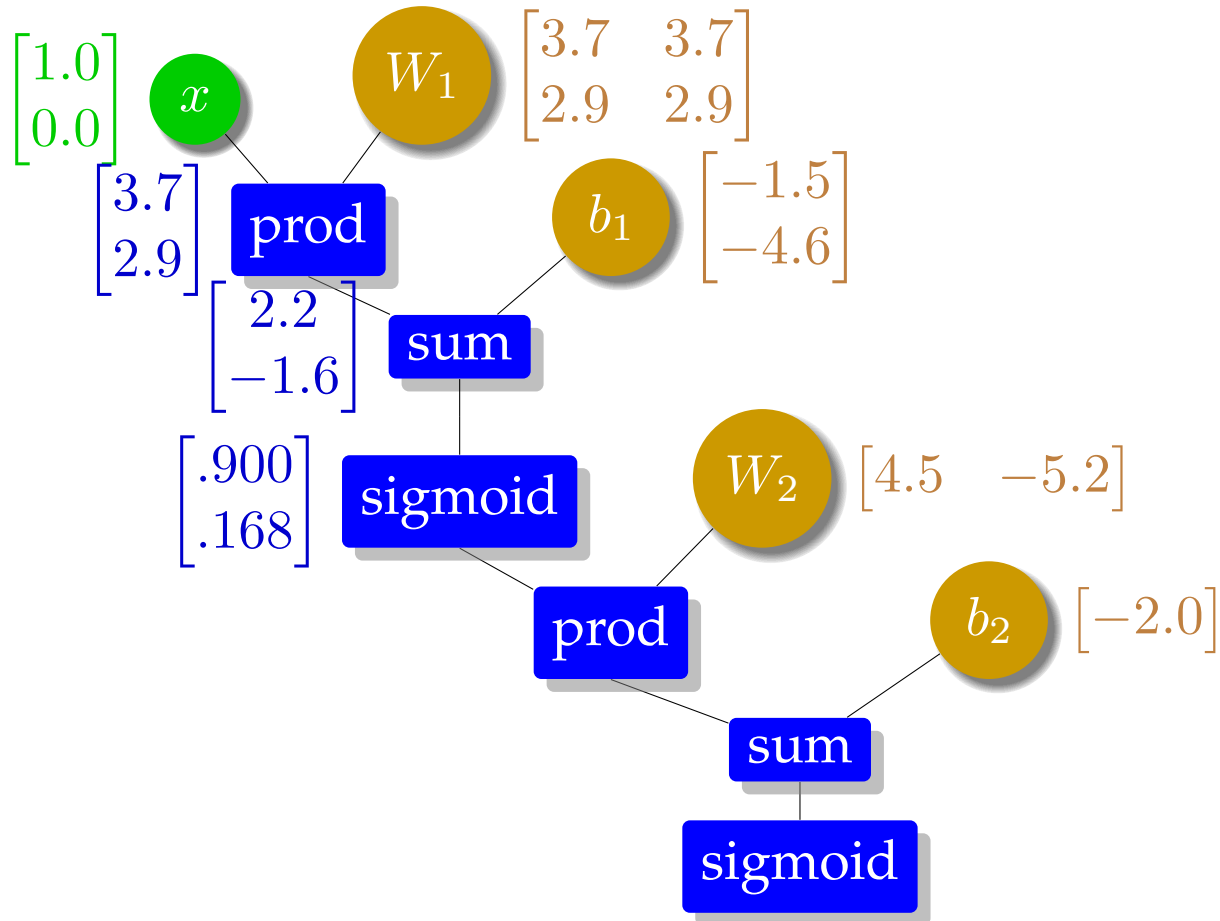 [1.0
0.0] x W₁ [3.7 3.7
2.9 2.9]
[3.7
2.9] prod b₁ [−1.5
−4.6]
[2.2
−1.6] sum
[.900
.168] sigmoid W₂ [4.5 −5.2]
prod b₂ [−2.0]
sum
sigmoid